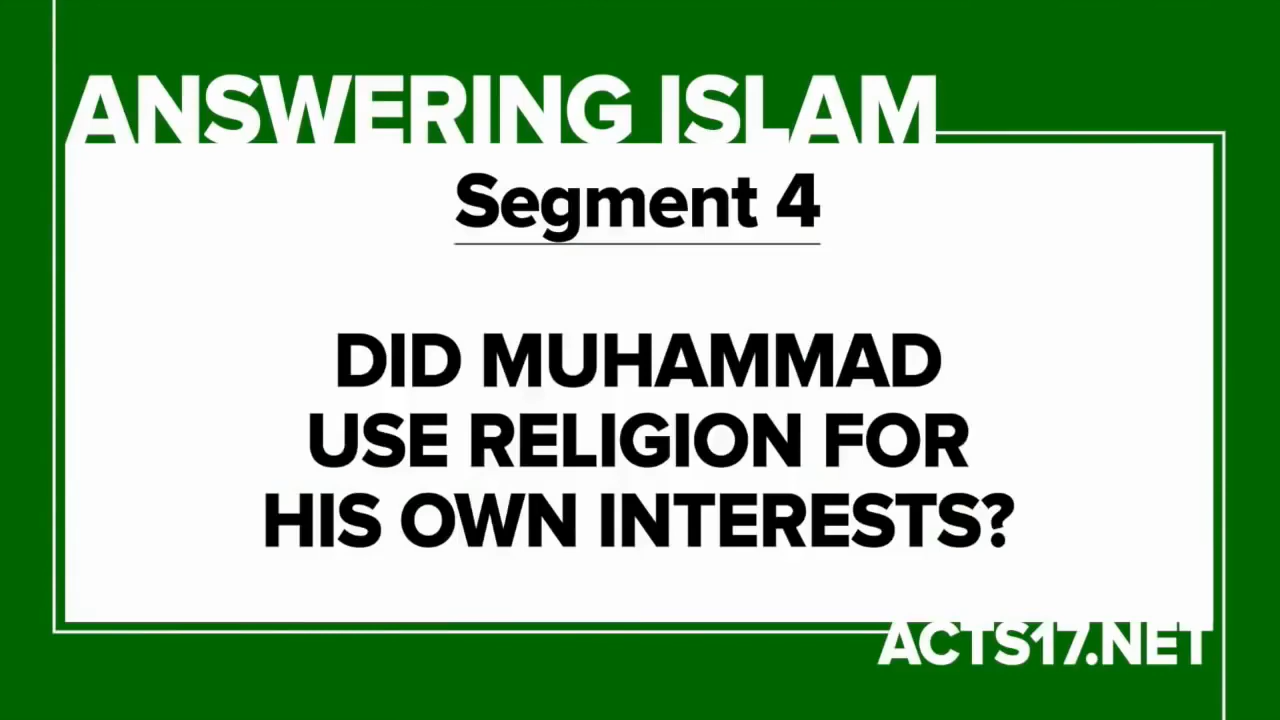 ANSWERING ISLAM
Segment 4
DID MUHAMMAD
USE RELIGION FOR
HIS OWN INTERESTS?
ACTS17.NET